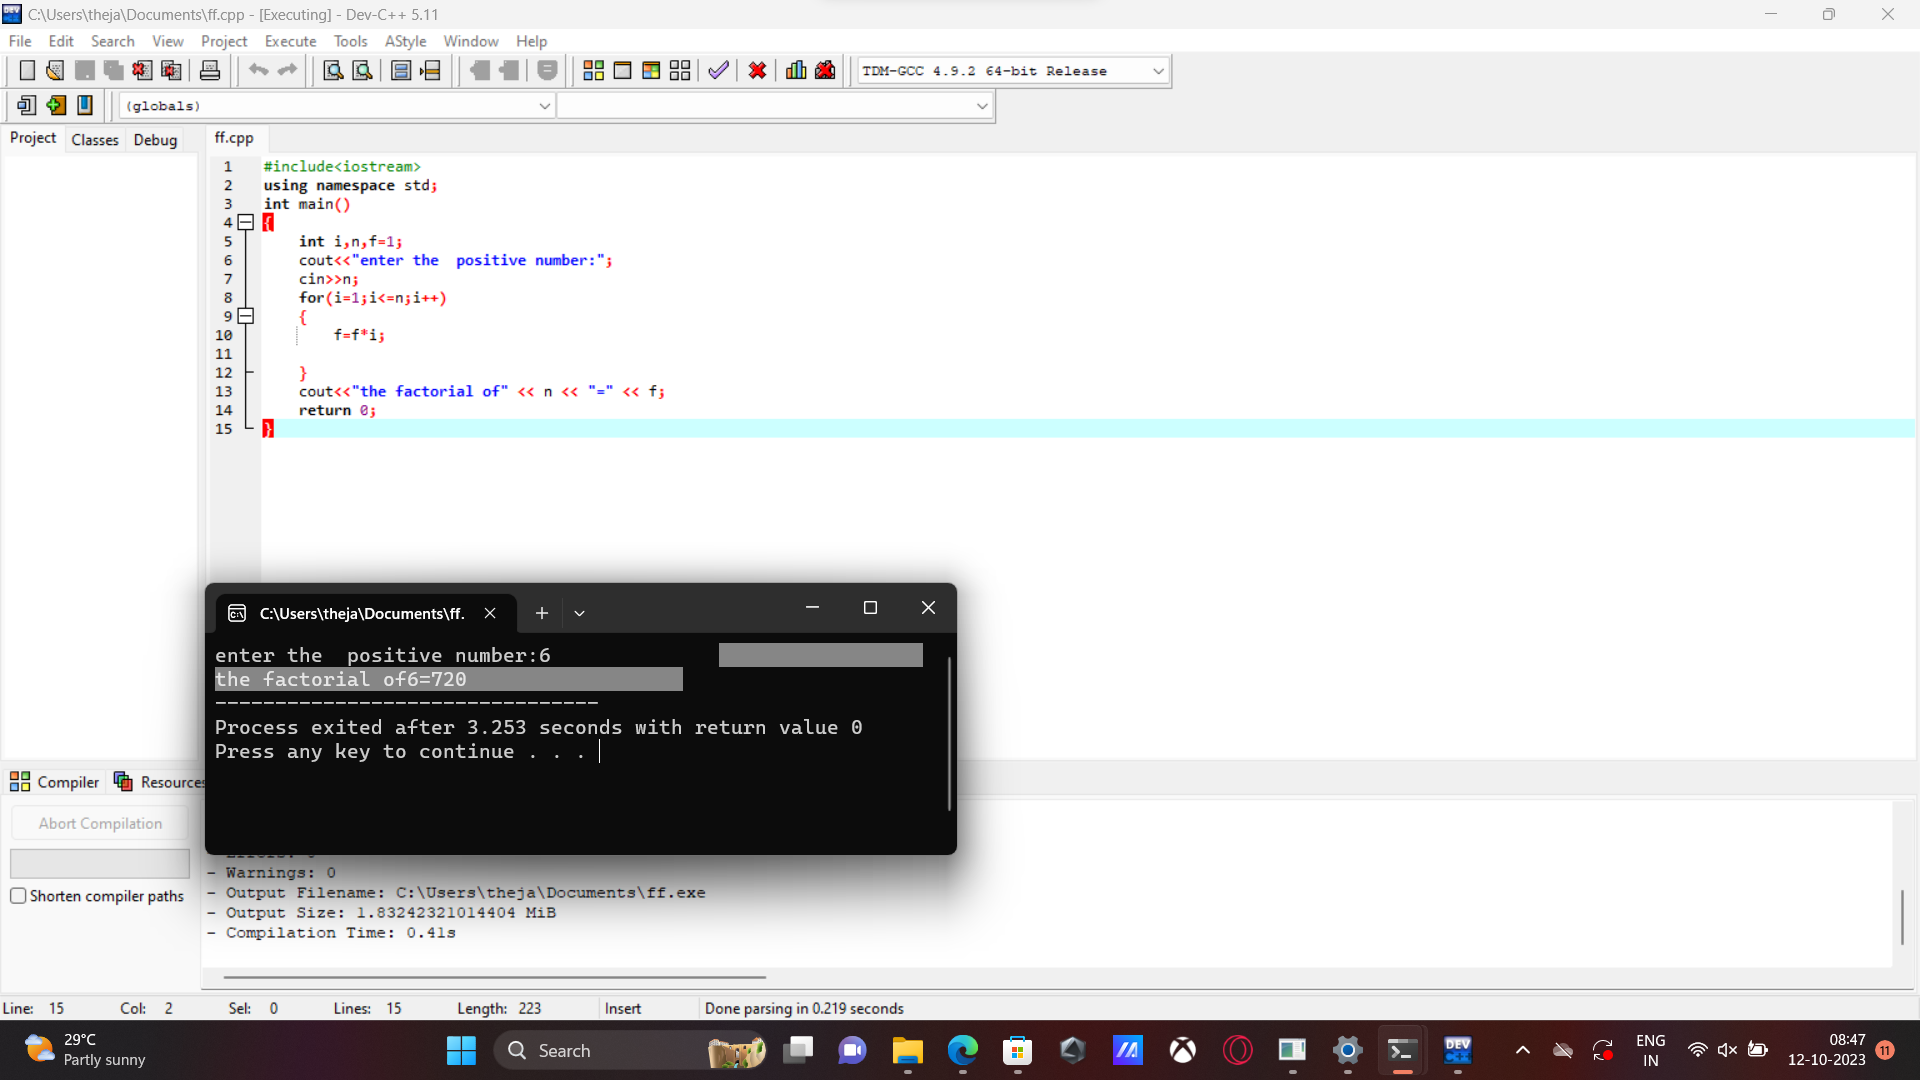 C:\Users\theja\Documents\ff.cpp - [Executing] - Dev-C++ 5.11
File Edit Search View Project Execute Tools AStyle Window Help
TDM-GCC 4.9.2 64-bit Release
(globals)
Project Classes Debug ff.cpp
1 #include<iostream>
2 using namespace std;
3 int main()
4 {
5 int i,n,f=1;
6 cout<<"enter the  positive number:";
7 cin>>n;
8 for(i=1;i<=n;i++)
9 {
10 f=f*i;
11
12 }
13 cout<<"the factorial of" << n << "=" << f;
14 return 0;
15 }
C:\Users\theja\Documents\ff.
enter the  positive number:6
the factorial of6=720
--------------------------------
Process exited after 3.253 seconds with return value 0
Press any key to continue . . .
Compiler Resources
Abort Compilation
Shorten compiler paths
- Warnings: 0
- Output Filename: C:\Users\theja\Documents\ff.exe
- Output Size: 1.83242321014404 MiB
- Compilation Time: 0.41s
Line: 15 Col: 2 Sel: 0 Lines: 15 Length: 223 Insert Done parsing in 0.219 seconds
29°C
Partly sunny
Search
DEV
C++
ENG
IN
08:47
12-10-2023
11